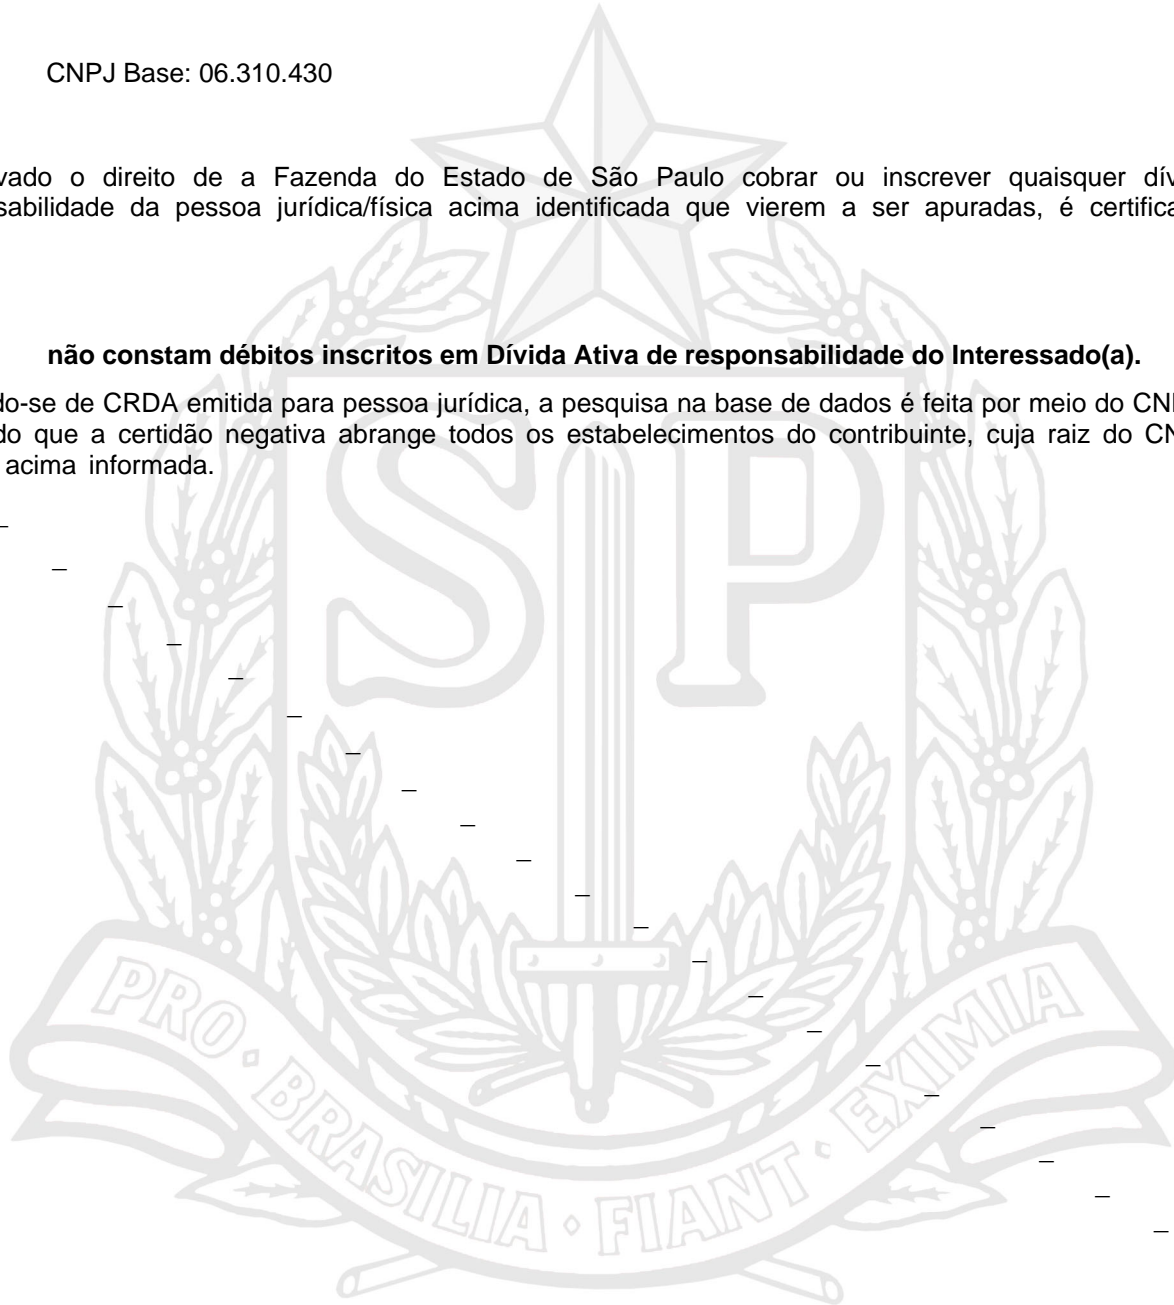 CNPJ Base: 06.310.430
vado o direito de a Fazenda do Estado de São Paulo cobrar ou inscrever quaisquer dív
sabilidade da pessoa jurídica/física acima identificada que vierem a ser apuradas, é certifica
não constam débitos inscritos em Dívida Ativa de responsabilidade do Interessado(a).
do-se de CRDA emitida para pessoa jurídica, a pesquisa na base de dados é feita por meio do CN
do que a certidão negativa abrange todos os estabelecimentos do contribuinte, cuja raiz do CN
acima informada.
SP
PRO · BRASILIA · FIANT · EXIMIA